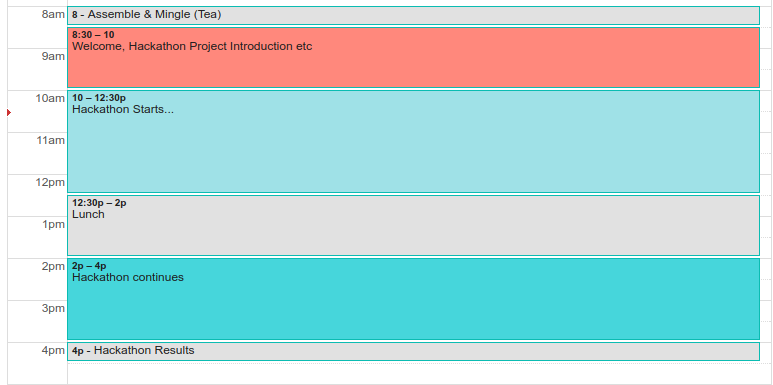 8am
8 - Assemble & Mingle (Tea)
8:30 – 10
Welcome, Hackathon Project Introduction etc
9am
10am
10 – 12:30p
Hackathon Starts...
11am
12pm
12:30p – 2p
Lunch
1pm
2pm
2p – 4p
Hackathon continues
3pm
4pm
4p - Hackathon Results